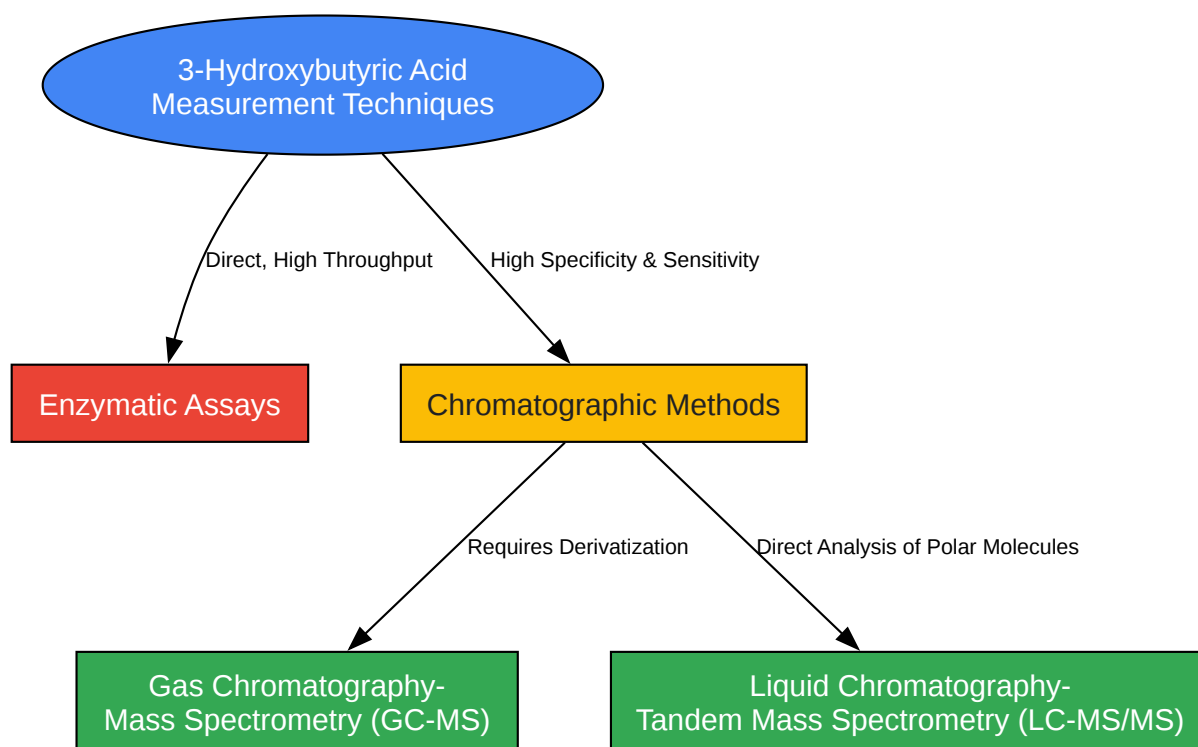 3-Hydroxybutyric Acid
Measurement Techniques
Direct, High Throughput
High Specificity & Sensitivity
Enzymatic Assays
Chromatographic Methods
Requires Derivatization
Direct Analysis of Polar Molecules
Gas Chromatography-
Mass Spectrometry (GC-MS)
Liquid Chromatography-
Tandem Mass Spectrometry (LC-MS/MS)